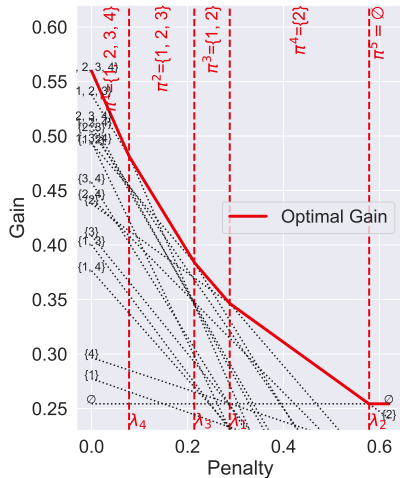 π¹={1, 2, 3, 4}
π²={1, 2, 3}
π³={1, 2}
π⁴={2}
π⁵=∅
0.60
0.55
0.50
0.45
0.40
0.35
0.30
0.25
Gain
, 2, 3, 4}
1, 2, 3}
{3, 4}
{2, 4}
{2}
{3}
{1, 3}
{1, 4}
{4}
{1}
∅
∅
{2}
Optimal Gain
λ₄
λ₃
λ₁
λ₂
0.0
0.2
0.4
0.6
Penalty